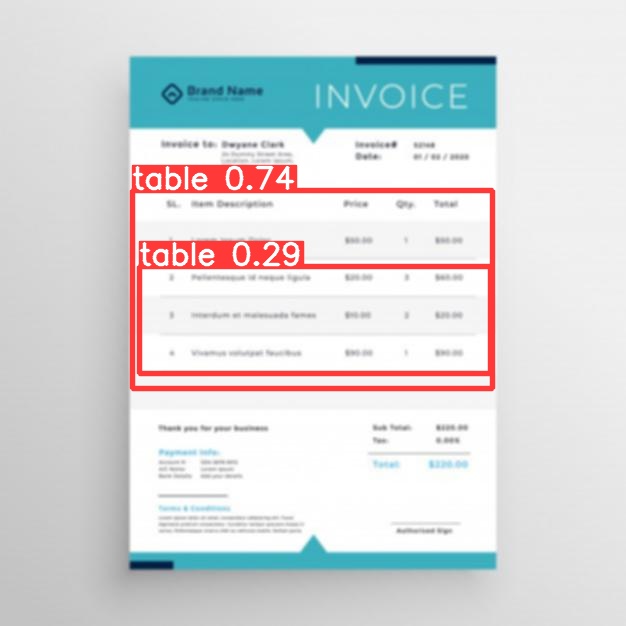 Brand Name
INVOICE
Invoice to: Dwyane Clark
Invoice# 52148
Date: 01 / 02 / 2020
table 0.74
SL. Item Description Price Qty. Total
$50.00 1 $50.00
table 0.29
2 Pellentesque id neque ligula $20.00 3 $60.00
3 Interdum et malesuada fames $10.00 2 $20.00
4 Vivamus volutpat faucibus $90.00 1 $90.00
Thank you for your business
Sub Total: $220.00
Tax: 0.00%
Payment Info:
Total: $220.00
Terms & Conditions
Authorised Sign